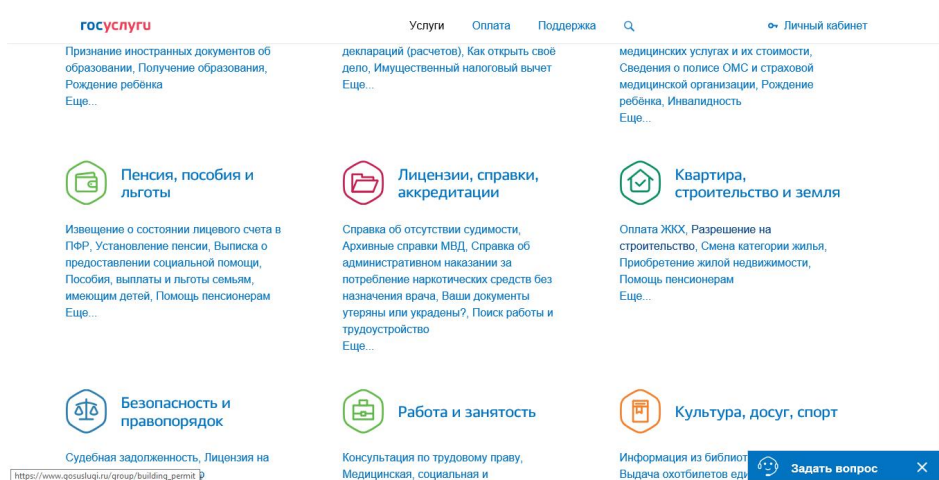 госуслуги
Услуги Оплата Поддержка Личный кабинет
Признание иностранных документов об
образовании, Получение образования,
Рождение ребёнка
Еще...
деклараций (расчетов), Как открыть своё
дело, Имущественный налоговый вычет
Еще...
медицинских услугах и их стоимости,
Сведения о полисе ОМС и страховой
медицинской организации, Рождение
ребёнка, Инвалидность
Еще...
Пенсия, пособия и
льготы
Извещение о состоянии лицевого счета в
ПФР, Установление пенсии, Выписка о
предоставлении социальной помощи,
Пособия, выплаты и льготы семьям,
имеющим детей, Помощь пенсионерам
Еще...
Лицензии, справки,
аккредитации
Справка об отсутствии судимости,
Архивные справки МВД, Справка об
административном наказании за
потребление наркотических средств без
назначения врача, Ваши документы
утеряны или украдены?, Поиск работы и
трудоустройство
Еще...
Квартира,
строительство и земля
Оплата ЖКХ, Разрешение на
строительство, Смена категории жилья,
Приобретение жилой недвижимости,
Помощь пенсионерам
Еще...
Безопасность и
правопорядок
Судебная задолженность, Лицензия на
Работа и занятость
Консультация по трудовому праву,
Медицинская, социальная и
Культура, досуг, спорт
Информация из библиот
Выдача охотбилетов еди
https://www.gosuslugi.ru/group/building_permit
Задать вопрос